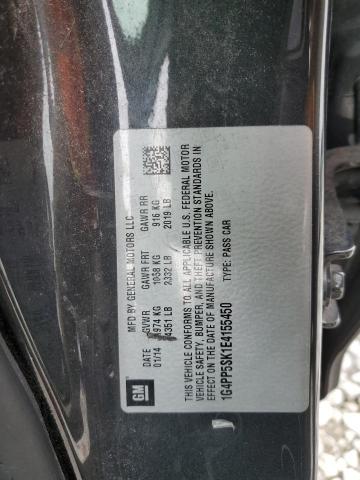 GM
MFD BY GENERAL MOTORS LLC
DATE GVWR GAWR FRT GAWR RR
01/14 1974 KG 1058 KG 916 KG
4351 LB 2332 LB 2019 LB
THIS VEHICLE CONFORMS TO ALL APPLICABLE U.S. FEDERAL MOTOR
VEHICLE SAFETY, BUMPER, AND THEFT PREVENTION STANDARDS IN
EFFECT ON THE DATE OF MANUFACTURE SHOWN ABOVE.
1G4PP5SK1E4155450 TYPE: PASS CAR